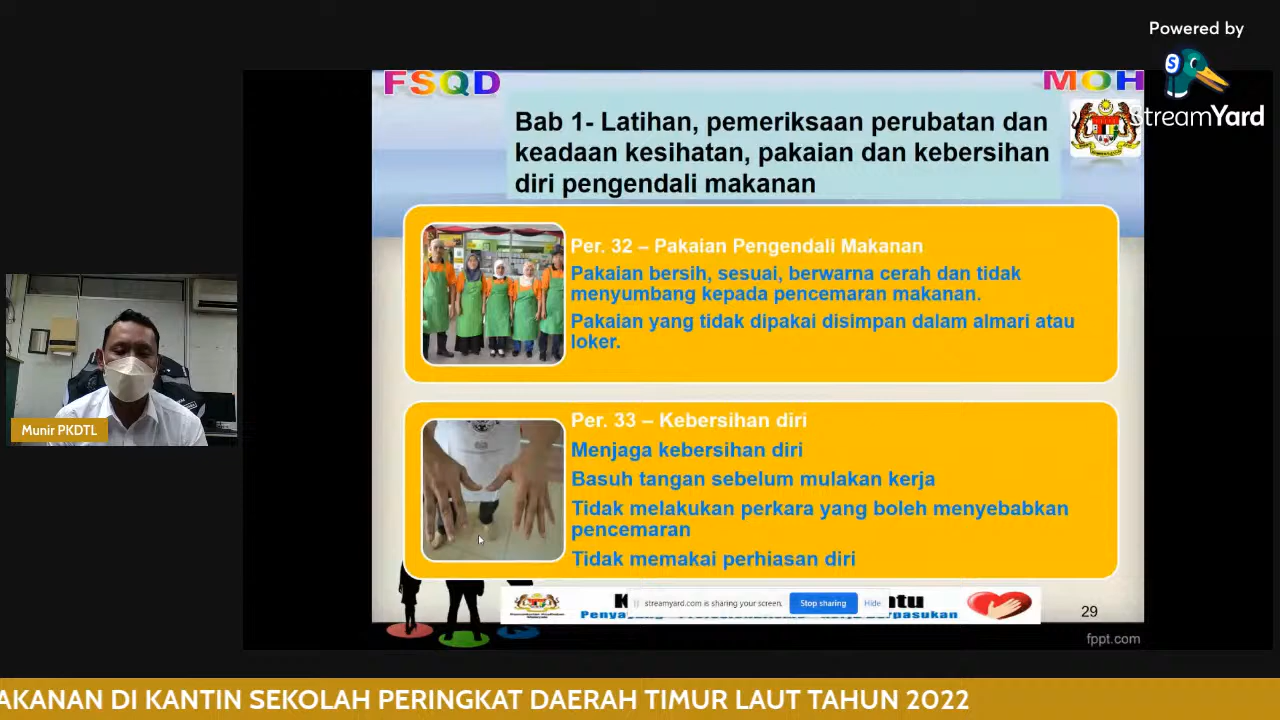 Powered by
StreamYard
FSQD
MOH
Bab 1- Latihan, pemeriksaan perubatan dan
keadaan kesihatan, pakaian dan kebersihan
diri pengendali makanan
Per. 32 – Pakaian Pengendali Makanan
Pakaian bersih, sesuai, berwarna cerah dan tidak
menyumbang kepada pencemaran makanan.
Pakaian yang tidak dipakai disimpan dalam almari atau
loker.
Munir PKDTL
Per. 33 – Kebersihan diri
Menjaga kebersihan diri
Basuh tangan sebelum mulakan kerja
Tidak melakukan perkara yang boleh menyebabkan
pencemaran
Tidak memakai perhiasan diri
streamyard.com is sharing your screen.
Stop sharing
Hide
29
fppt.com
AKANAN DI KANTIN SEKOLAH PERINGKAT DAERAH TIMUR LAUT TAHUN 2022